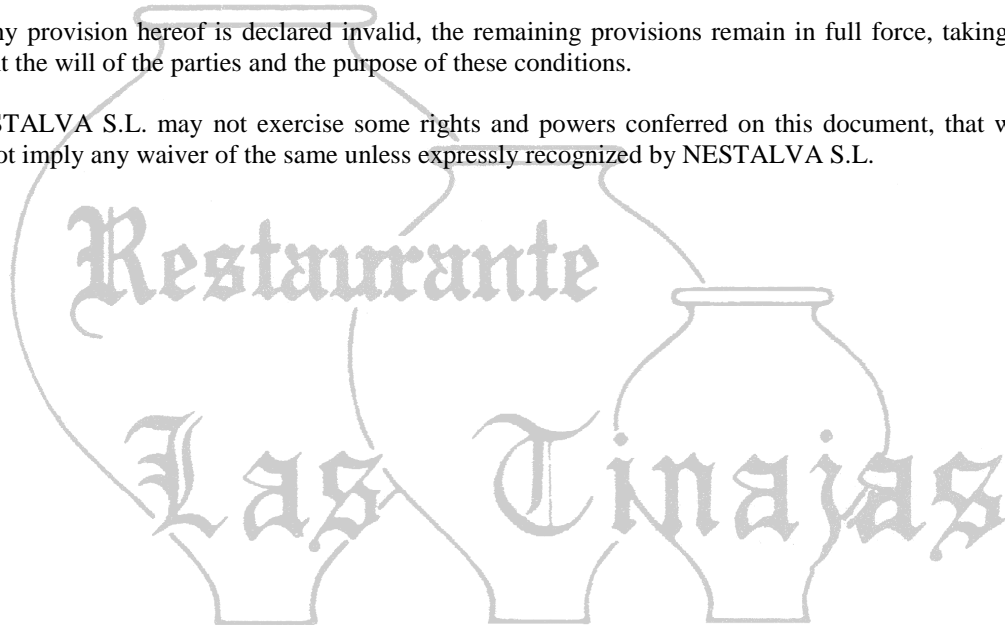 ny provision hereof is declared invalid, the remaining provisions remain in full force, taking
t the will of the parties and the purpose of these conditions.
STALVA S.L. may not exercise some rights and powers conferred on this document, that w
ot imply any waiver of the same unless expressly recognized by NESTALVA S.L.
Restaurante
Las Tinajas